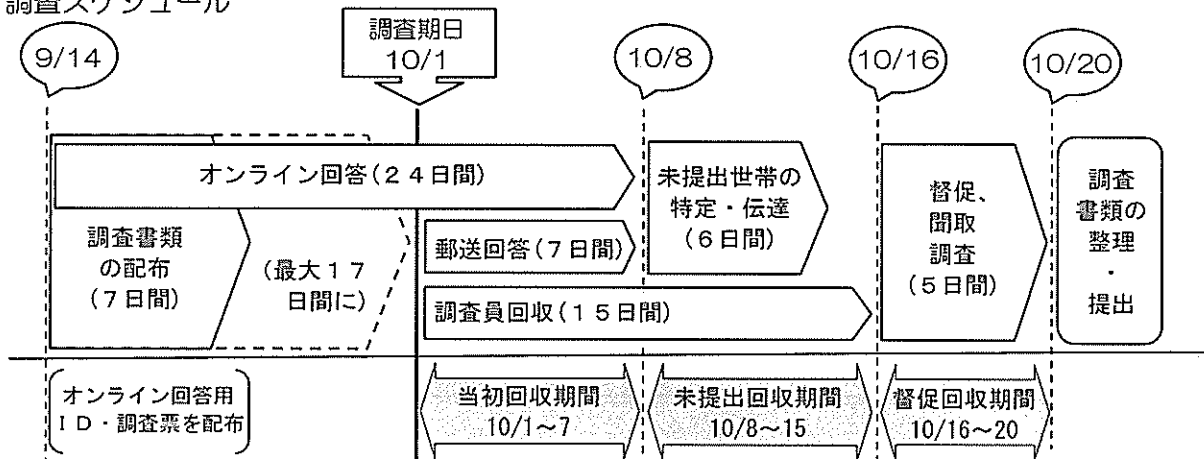 調査スケジュール
9/14
調査期日
10/1
10/8
10/16
10/20
オンライン回答(24日間)
調査書類
の配布
(7日間)
(最大17
日間に)
郵送回答(7日間)
調査員回収(15日間)
未提出世帯の
特定・伝達
(6日間)
督促、
聞取
調査
(5日間)
調査
書類の
整理
・
提出
オンライン回答用
ID・調査票を配布
当初回収期間
10/1~7
未提出回収期間
10/8~15
督促回収期間
10/16~20